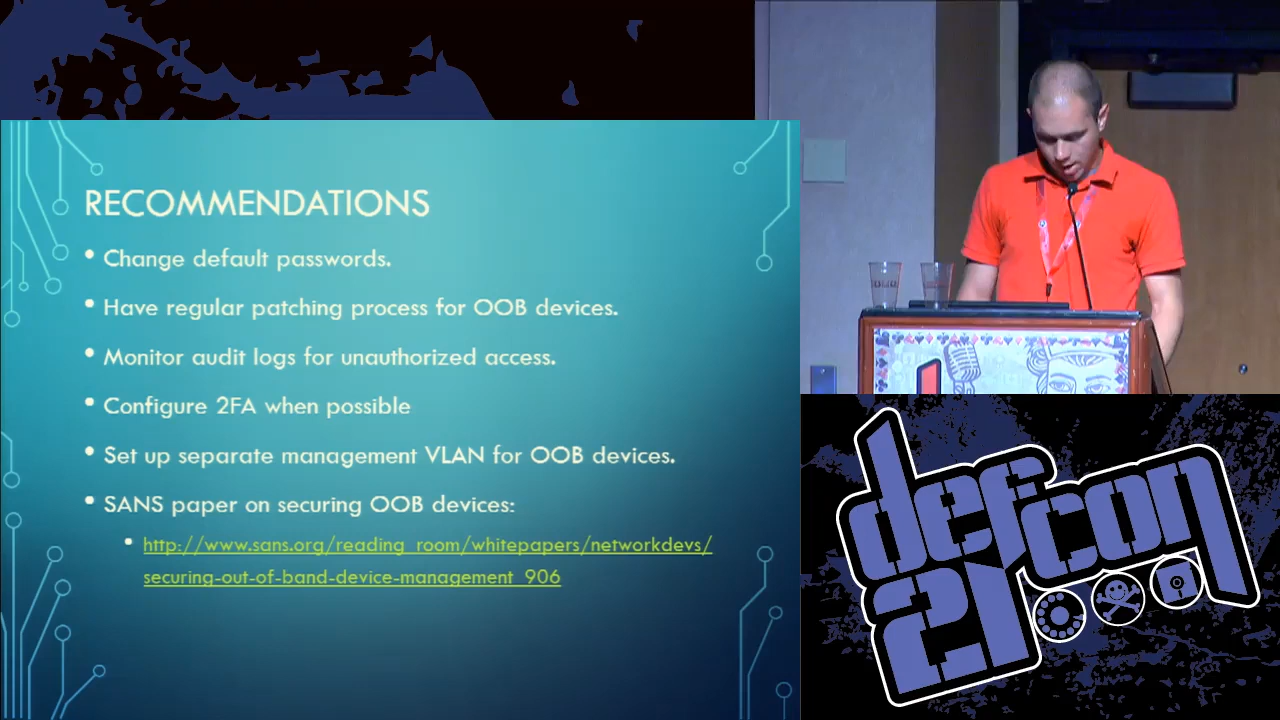 RECOMMENDATIONS
• Change default passwords.
• Have regular patching process for OOB devices.
• Monitor audit logs for unauthorized access.
• Configure 2FA when possible
• Set up separate management VLAN for OOB devices.
• SANS paper on securing OOB devices:
• http://www.sans.org/reading_room/whitepapers/networkdevs/
securing-out-of-band-device-management_906
defcon
21